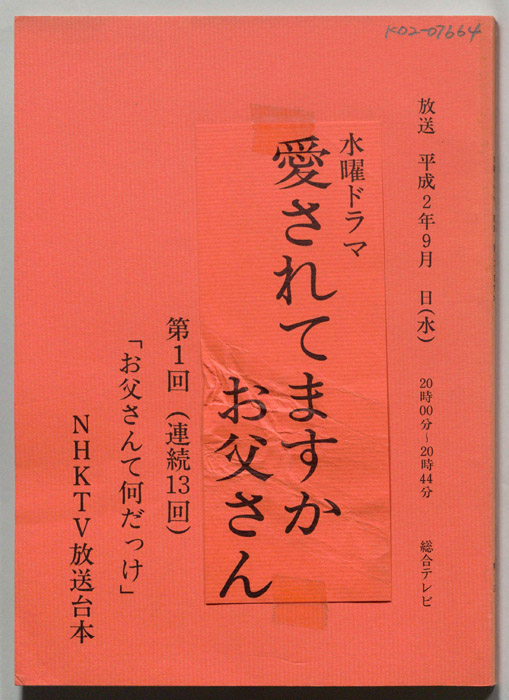 K02-07664
放送　平成2年9月　日(水)　20時00分～20時44分　総合テレビ
水曜ドラマ
愛されてますか
お父さん
第1回（連続13回）
「お父さんて何だっけ」
NHKTV放送台本